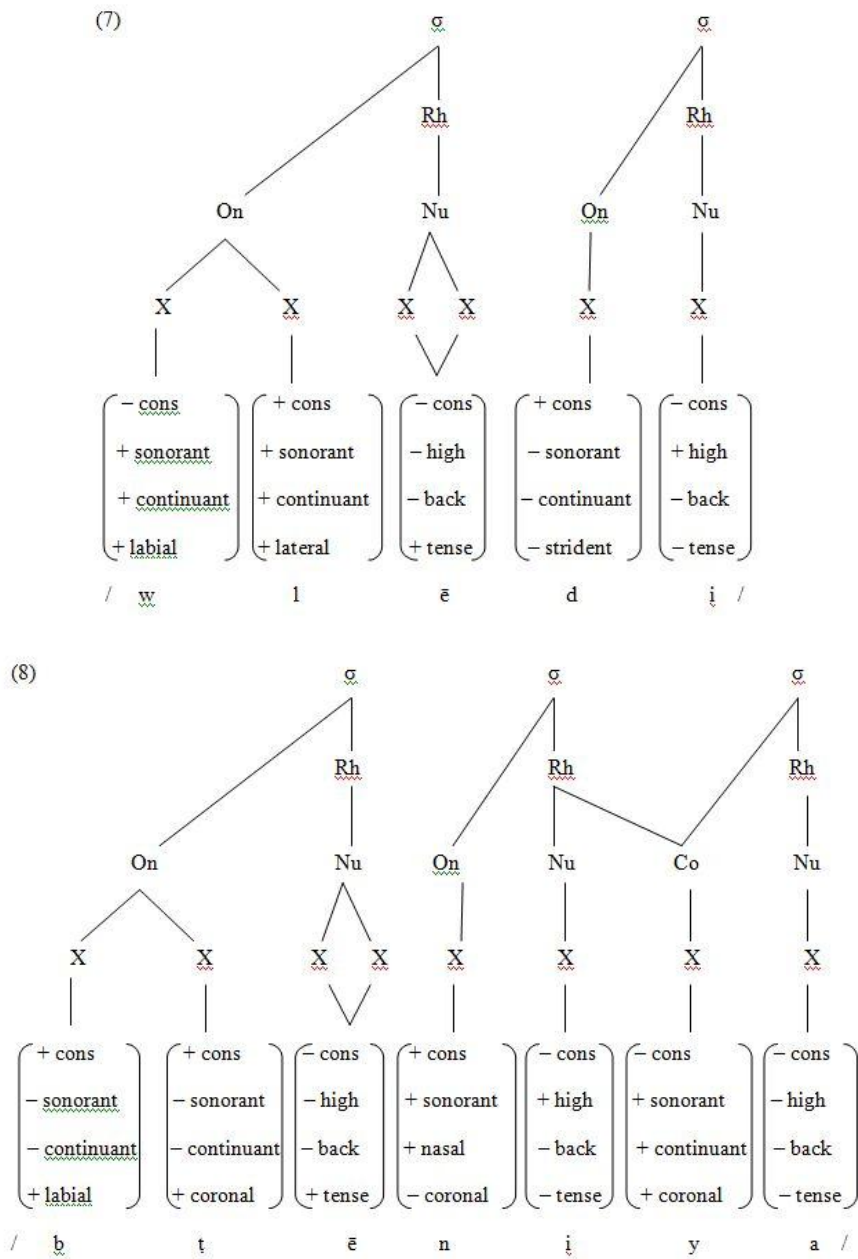 (7) σ σ
Rh Rh
On Nu On Nu
X X X X X X
– cons + cons – cons + cons – cons
+ sonorant + sonorant – high – sonorant + high
+ continuant + continuant – back – continuant – back
+ labial + lateral + tense – strident – tense
/ w l ē d i /
(8) σ σ σ
Rh Rh Rh
On Nu On Nu Co Nu
X X X X X X X X
+ cons + cons – cons + cons – cons – cons – cons
– sonorant – sonorant – high + sonorant + high + sonorant – high
– continuant – continuant – back + nasal – back + continuant – back
+ labial + coronal + tense – coronal – tense + coronal – tense
/ b ţ ē n i y a /